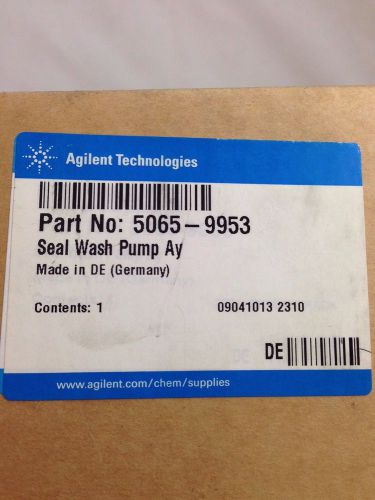 Agilent Technologies
Part No: 5065-9953
Seal Wash Pump Ay
Made in DE (Germany)
Contents: 1
09041013 2310
DE
www.agilent.com/chem/supplies